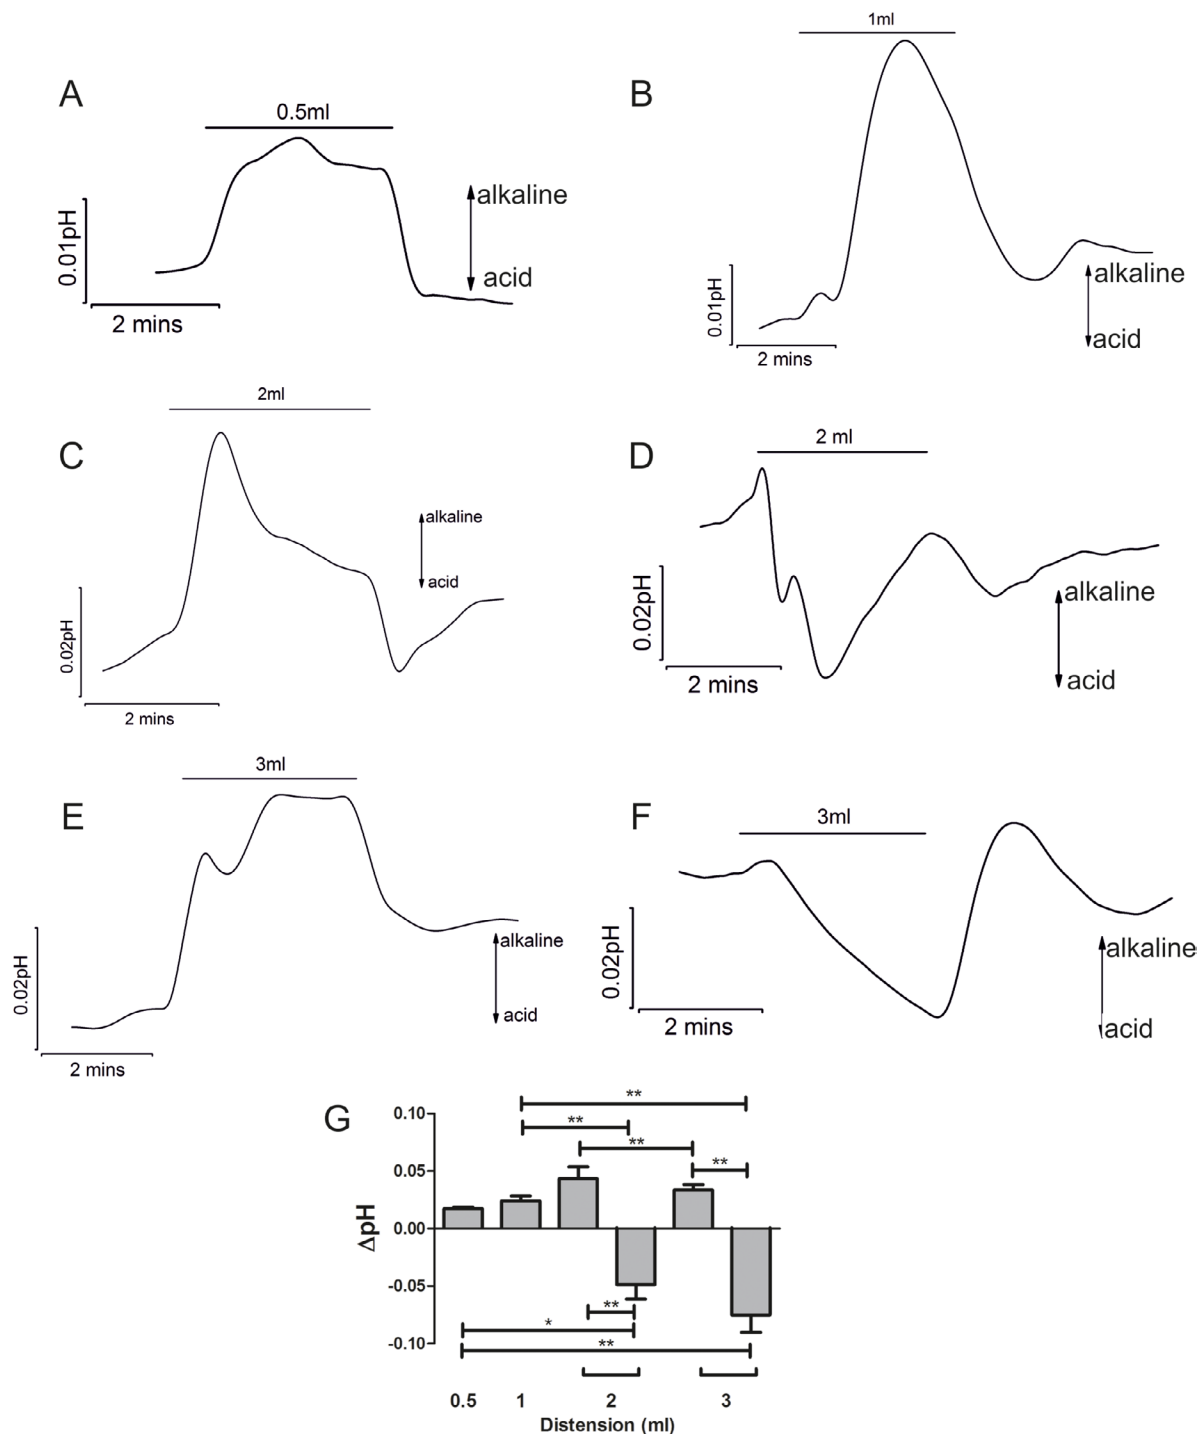 A
0.5ml
alkaline
acid
0.01pH
2 mins
B
1ml
alkaline
acid
0.01pH
2 mins
C
2ml
alkaline
acid
0.02pH
2 mins
D
2 ml
alkaline
acid
0.02pH
2 mins
E
3ml
alkaline
acid
0.02pH
2 mins
F
3ml
alkaline
acid
0.02pH
2 mins
G
**
**
**
**
0.10
0.05
0.00
-0.05
-0.10
ΔpH
**
*
**
0.5 1 2 3
Distension (ml)